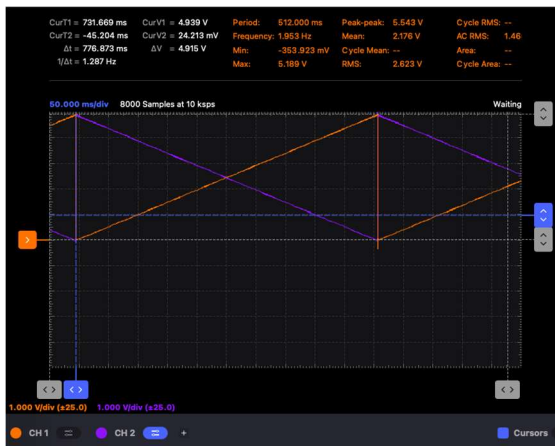 CurT1 = 731.669 ms CurV1 = 4.939 V Period: 512.000 ms Peak-peak: 5.543 V Cycle RMS: --
CurT2 = -45.204 ms CurV2 = 24.213 mV Frequency: 1.953 Hz Mean: 2.176 V AC RMS: 1.46
Δt = 776.873 ms ΔV = 4.915 V Min: -353.923 mV Cycle Mean: -- Area: --
1/Δt = 1.287 Hz Max: 5.189 V RMS: 2.623 V Cycle Area: --
50.000 ms/div 8000 Samples at 10 ksps Waiting
1.000 V/div (±25.0) 1.000 V/div (±25.0)
CH 1 CH 2 + Cursors